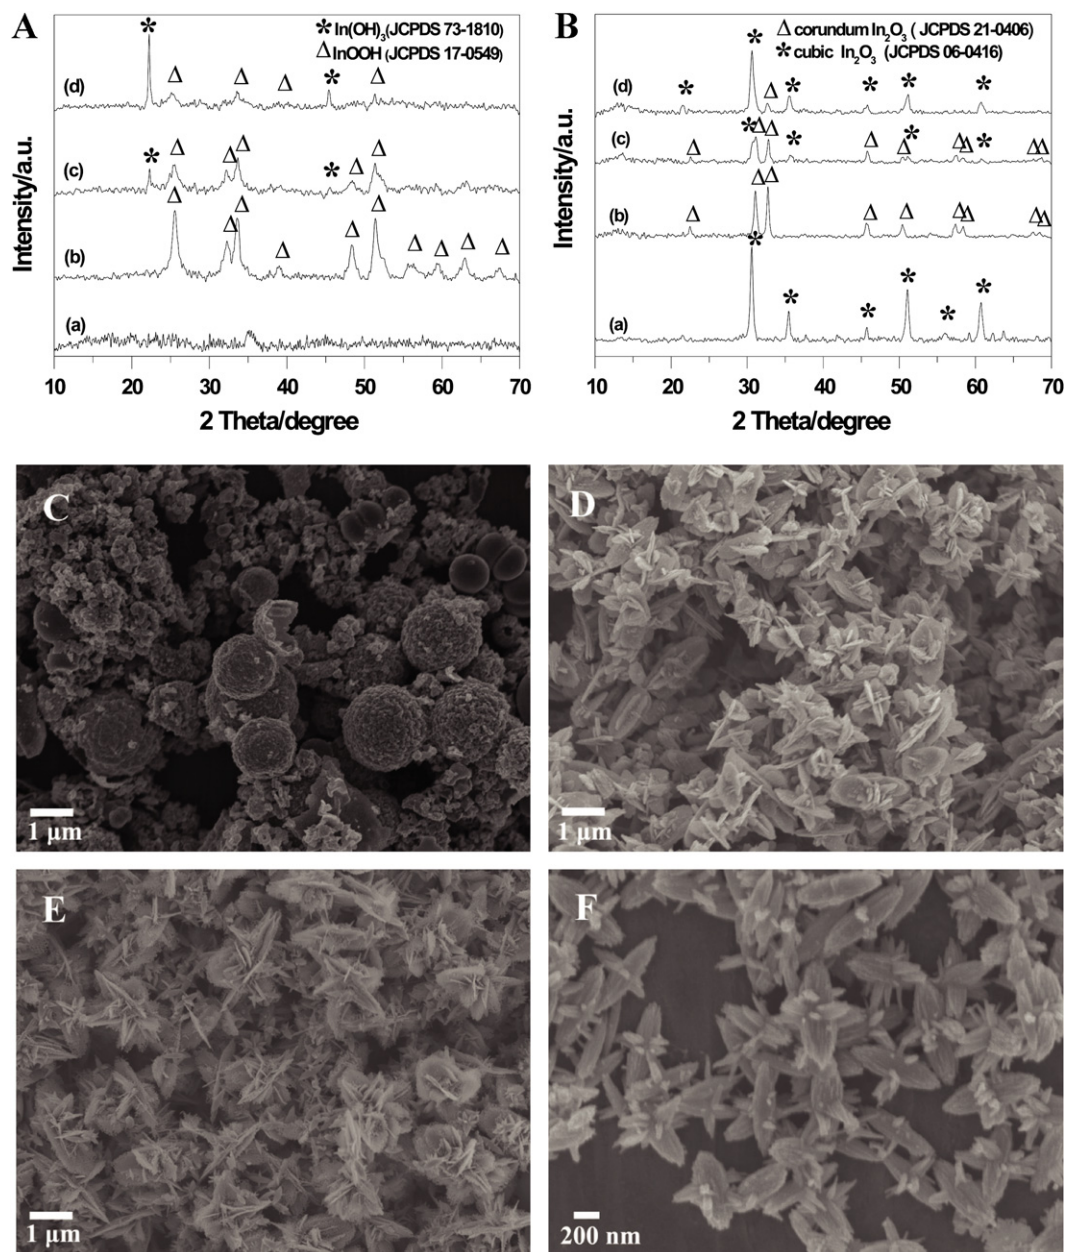 A
* In(OH)₃(JCPDS 73-1810)
Δ InOOH (JCPDS 17-0549)
(d)
(c)
(b)
(a)
Intensity/a.u.
10 20 30 40 50 60 70
2 Theta/degree
B
Δ corundum In₂O₃ ( JCPDS 21-0406)
* cubic In₂O₃ (JCPDS 06-0416)
(d)
(c)
(b)
(a)
Intensity/a.u.
10 20 30 40 50 60 70
2 Theta/degree
C
1 µm
D
1 µm
E
1 µm
F
200 nm